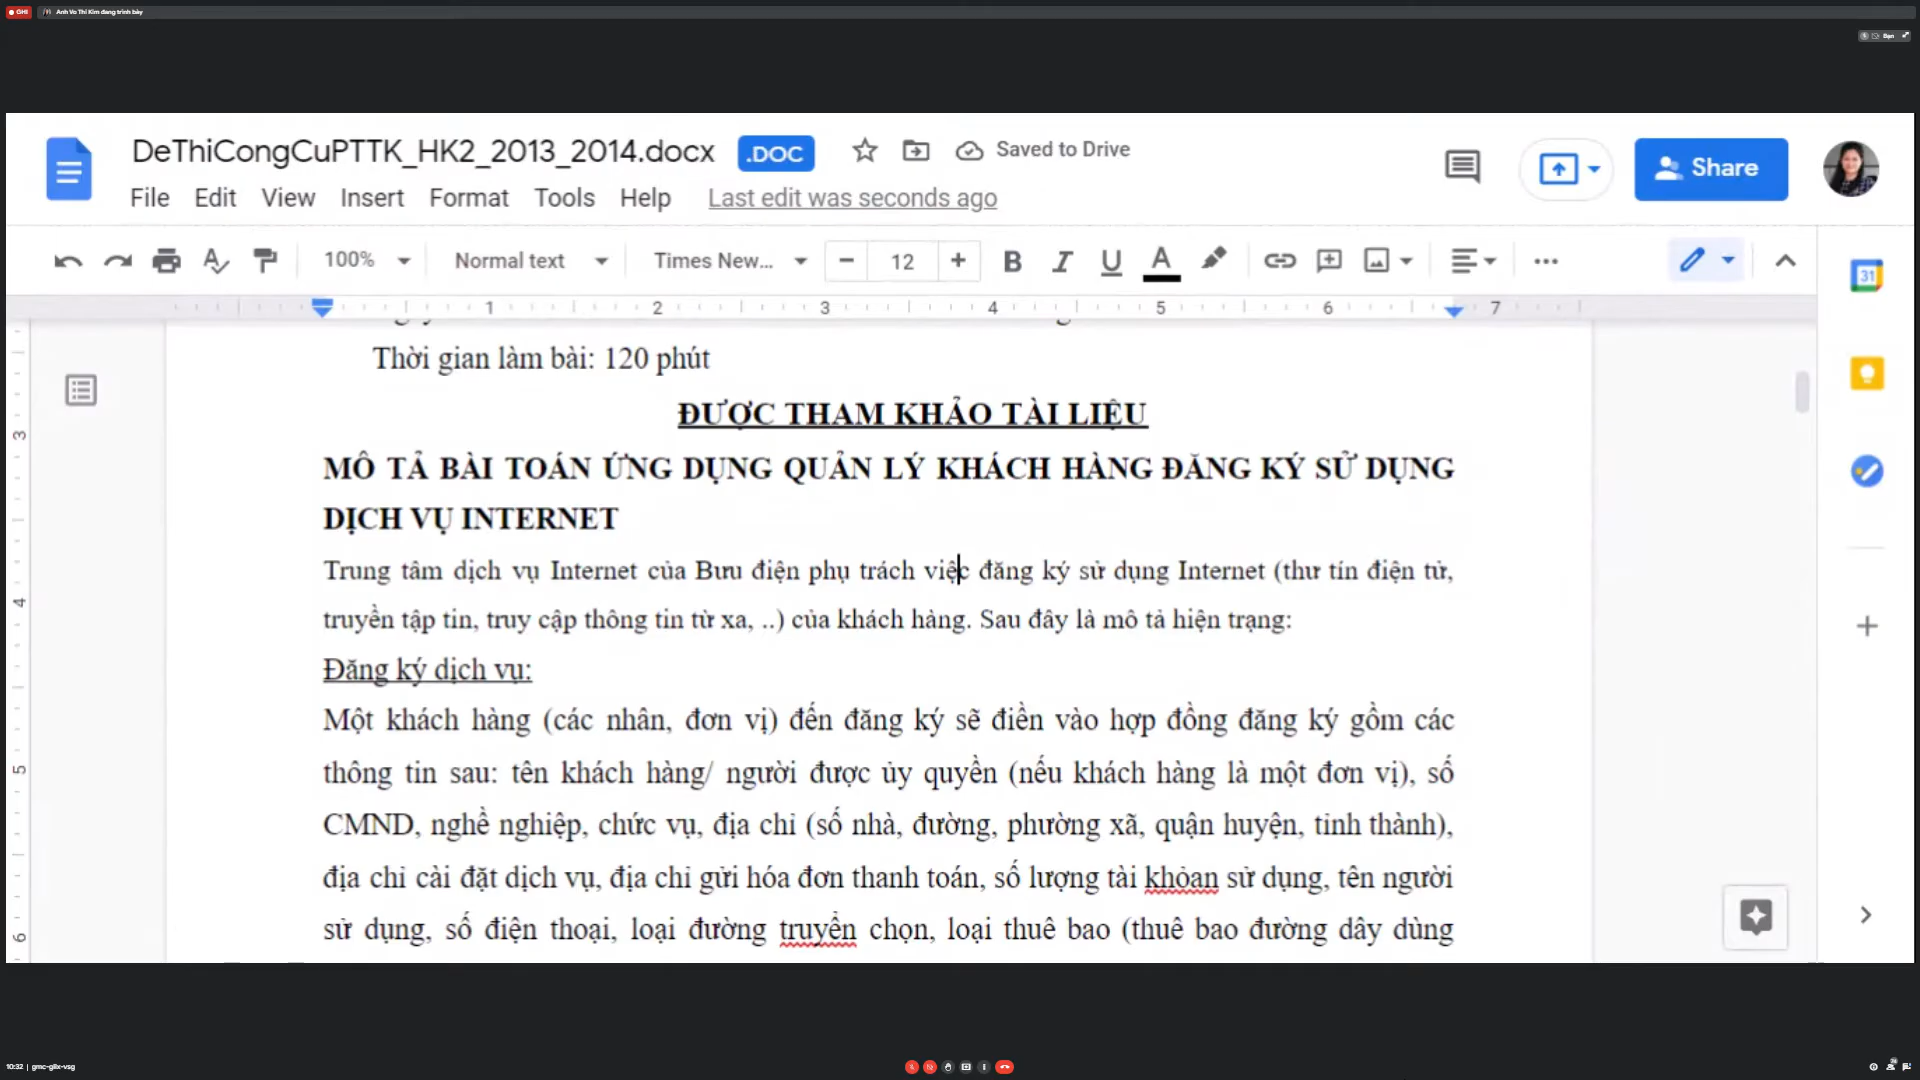 GHI
Anh Vo Thi Kim đang trình bày
Bạn
DeThiCongCuPTTK_HK2_2013_2014.docx
.DOC
Saved to Drive
Share
File Edit View Insert Format Tools Help Last edit was seconds ago
100% Normal text Times New... − 12 + B I U A
1 2 3 4 5 6 7
31
Thời gian làm bài: 120 phút
ĐƯỢC THAM KHẢO TÀI LIỆU
3
MÔ TẢ BÀI TOÁN ỨNG DỤNG QUẢN LÝ KHÁCH HÀNG ĐĂNG KÝ SỬ DỤNG
DỊCH VỤ INTERNET
Trung tâm dịch vụ Internet của Bưu điện phụ trách việc đăng ký sử dụng Internet (thư tín điện tử,
4
truyền tập tin, truy cập thông tin từ xa, ..) của khách hàng. Sau đây là mô tả hiện trạng:
Đăng ký dịch vụ:
Một khách hàng (các nhân, đơn vị) đến đăng ký sẽ điền vào hợp đồng đăng ký gồm các
5
thông tin sau: tên khách hàng/ người được ủy quyền (nếu khách hàng là một đơn vị), số
CMND, nghề nghiệp, chức vụ, địa chỉ (số nhà, đường, phường xã, quận huyện, tỉnh thành),
địa chỉ cài đặt dịch vụ, địa chỉ gửi hóa đơn thanh toán, số lượng tài khỏan sử dụng, tên người
sử dụng, số điện thoại, loại đường truyền chọn, loại thuê bao (thuê bao đường dây dùng
6
10:32 | gmc-giix-vsg